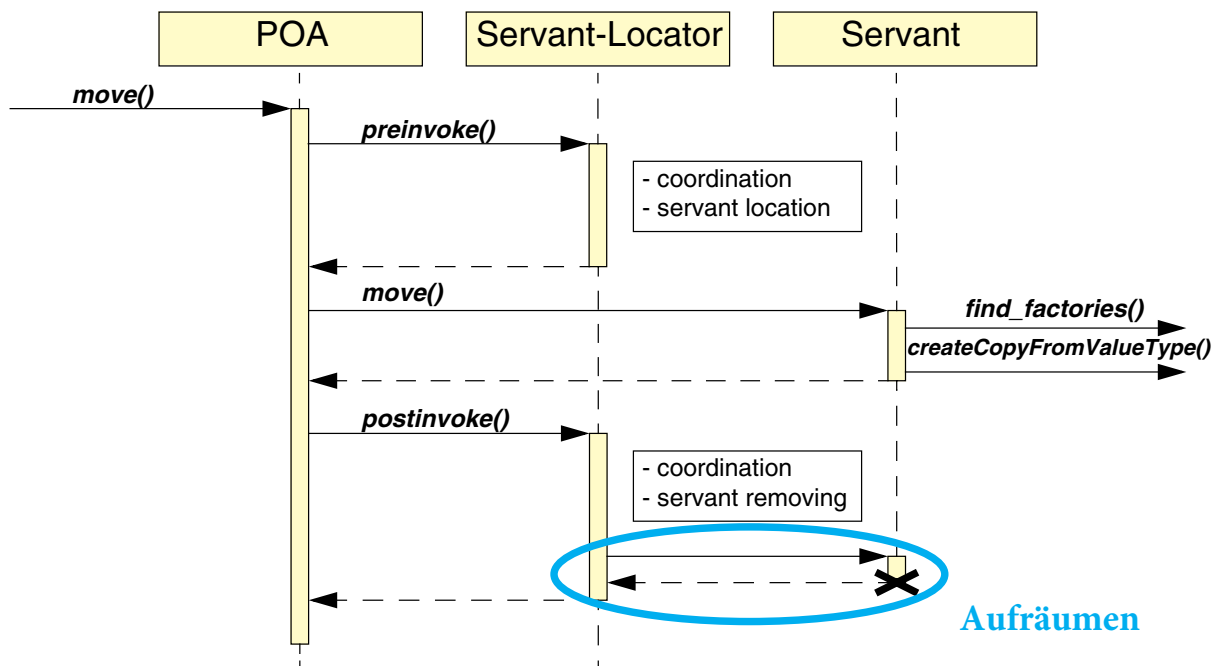 POA
Servant-Locator
Servant
move()
preinvoke()
- coordination
- servant location
move()
find_factories()
createCopyFromValueType()
postinvoke()
- coordination
- servant removing
Aufräumen